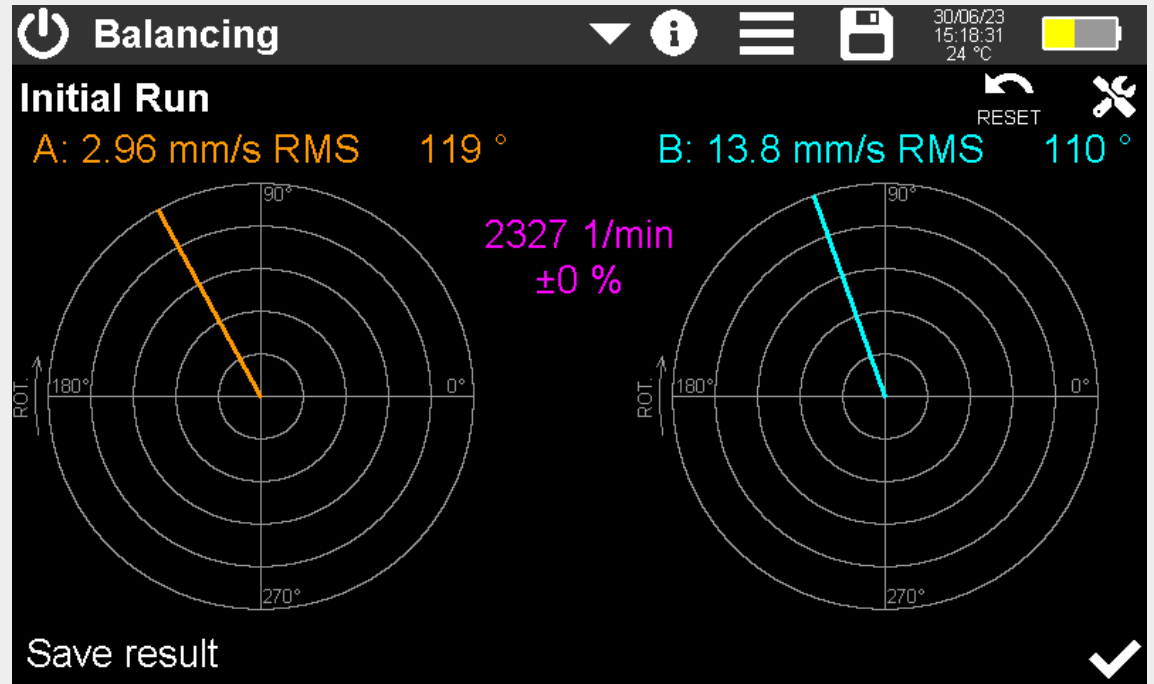 Balancing
30/06/23
15:18:31
24 °C
Initial Run
RESET
A: 2.96 mm/s RMS 119 °
B: 13.8 mm/s RMS 110 °
2327 1/min
±0 %
90°
180°
0°
270°
ROT.
90°
180°
0°
270°
ROT.
Save result